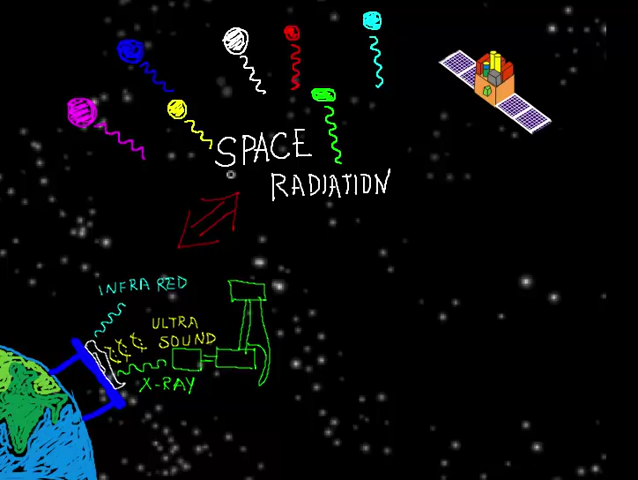 SPACE
RADIATION
INFRA RED
ULTRA
SOUND
X-RAY